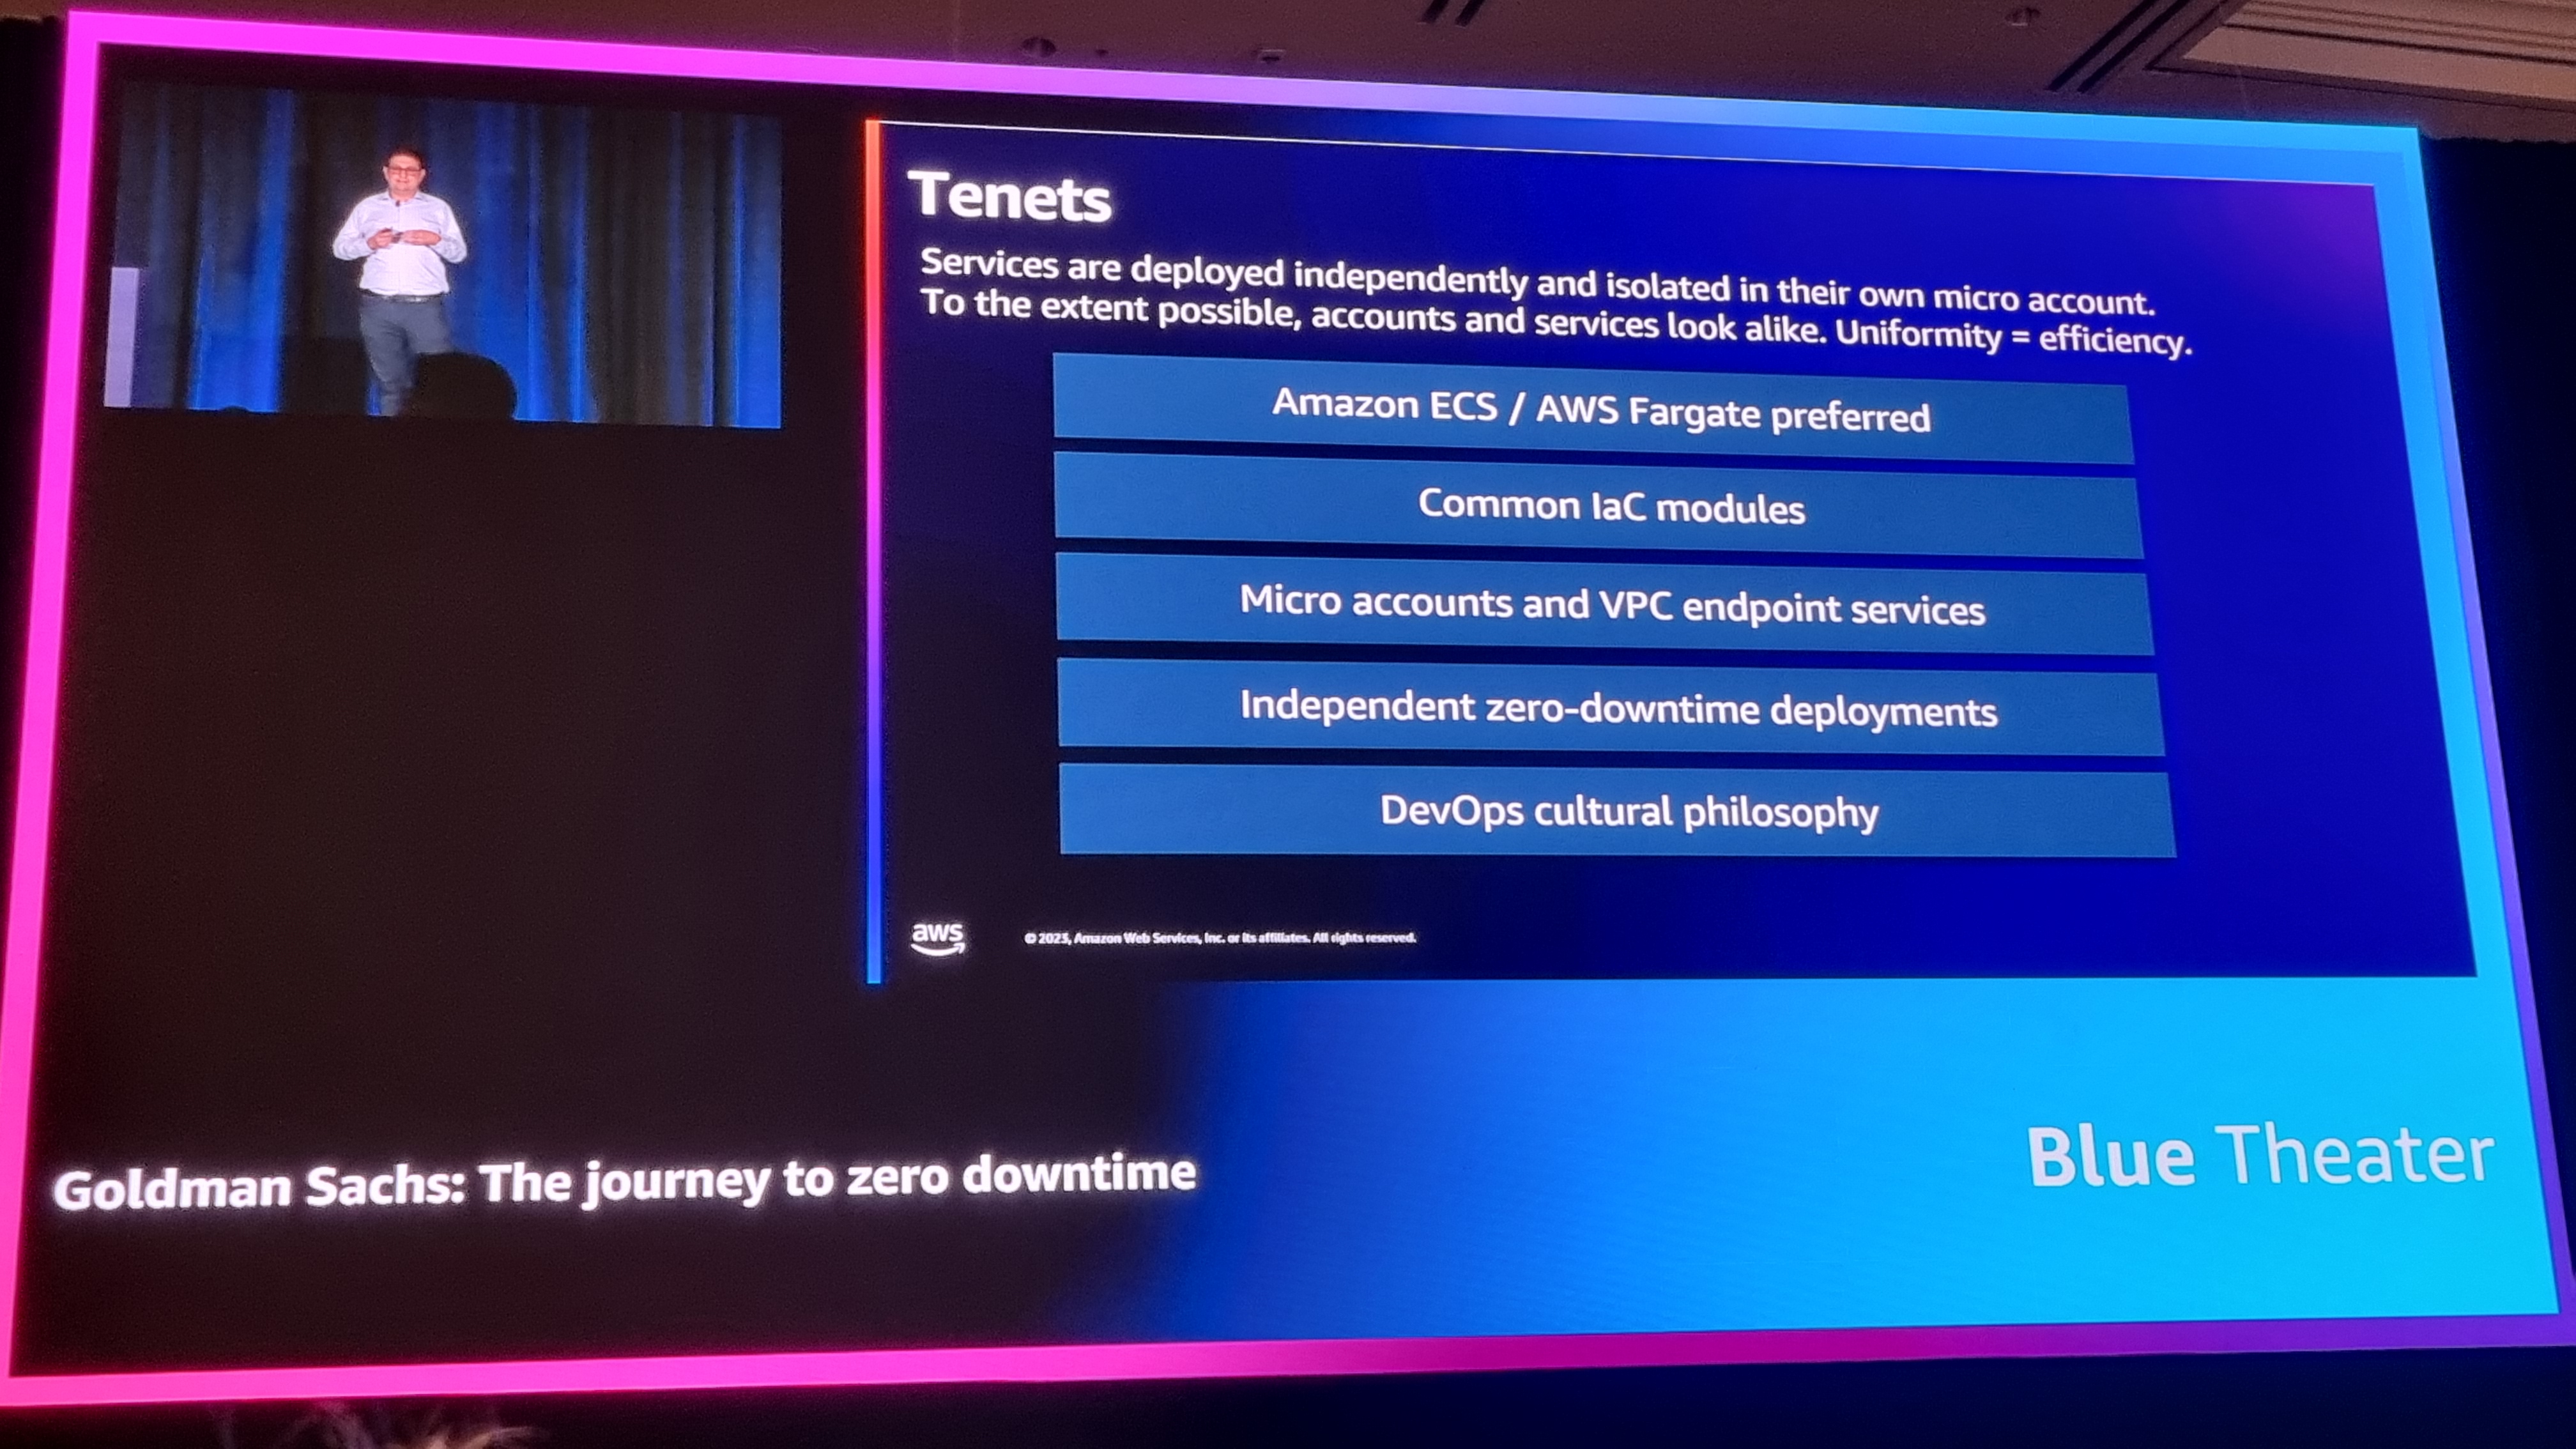 Tenets
Services are deployed independently and isolated in their own micro account.
To the extent possible, accounts and services look alike. Uniformity = efficiency.
Amazon ECS / AWS Fargate preferred
Common IaC modules
Micro accounts and VPC endpoint services
Independent zero-downtime deployments
DevOps cultural philosophy
aws
© 2023, Amazon Web Services, Inc. or its affiliates. All rights reserved.
Goldman Sachs: The journey to zero downtime
Blue Theater